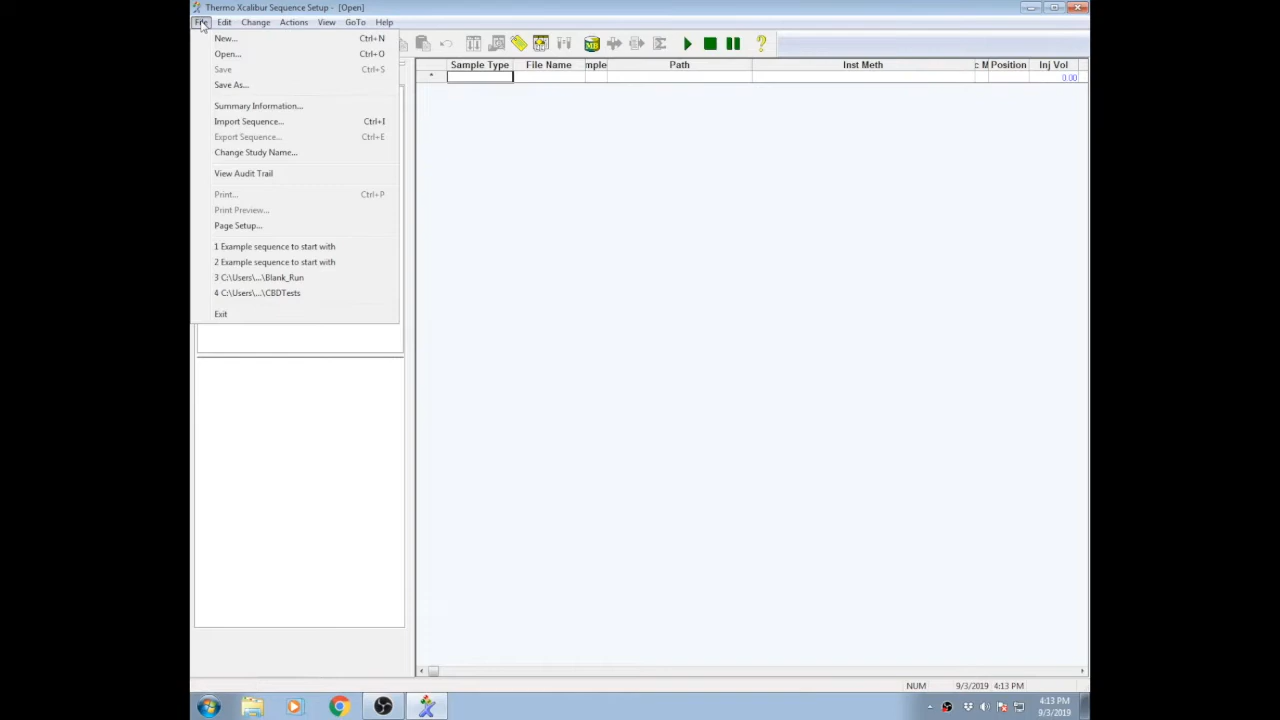 Thermo Xcalibur Sequence Setup - [Open]
File Edit Change Actions View GoTo Help
New... Ctrl+N
Open... Ctrl+O
Save Ctrl+S
Save As...
Summary Information...
Import Sequence... Ctrl+I
Export Sequence... Ctrl+E
Change Study Name...
View Audit Trail
Print... Ctrl+P
Print Preview...
Page Setup...
1 Example sequence to start with
2 Example sequence to start with
3 C:\Users\...\Blank_Run
4 C:\Users\...\CBDTests
Exit
MB
?
Sample Type File Name mple Path Inst Meth c M Position Inj Vol
* 0.00
NUM 9/3/2019 4:13 PM
4:13 PM
9/3/2019